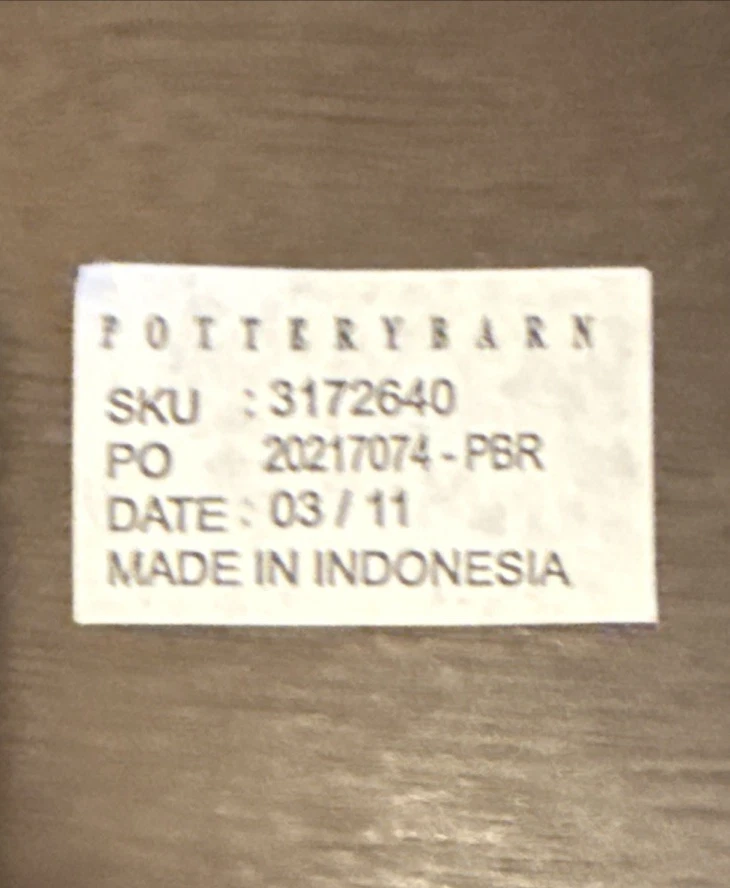 POTTERYBARN
SKU : 3172640
PO 20217074 - PBR
DATE : 03 / 11
MADE IN INDONESIA